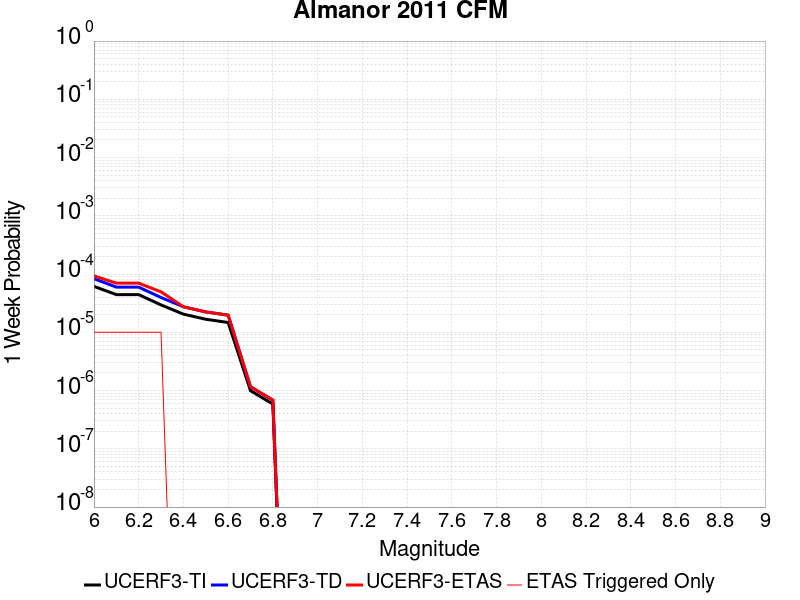 Almanor 2011 CFM
1 Week Probability
10^0
10^-1
10^-2
10^-3
10^-4
10^-5
10^-6
10^-7
10^-8
6 6.2 6.4 6.6 6.8 7 7.2 7.4 7.6 7.8 8 8.2 8.4 8.6 8.8 9
Magnitude
UCERF3-TI UCERF3-TD UCERF3-ETAS ETAS Triggered Only